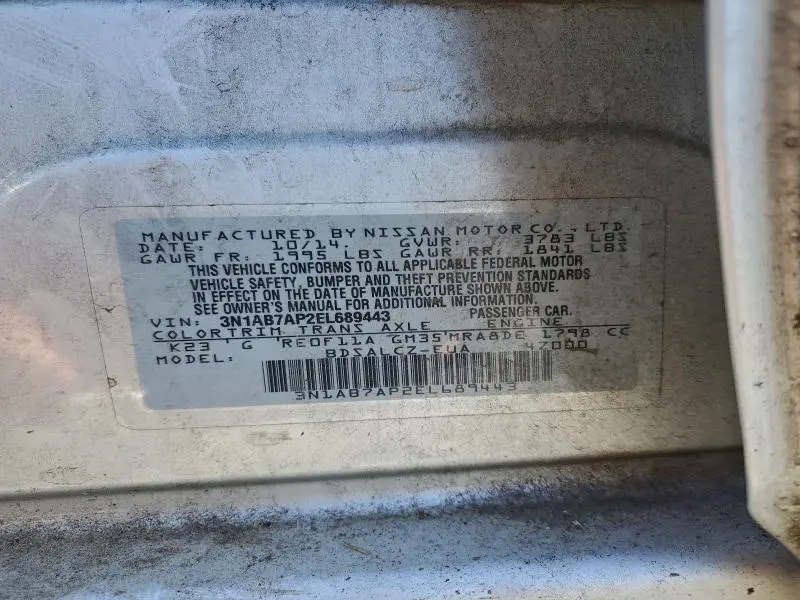 MANUFACTURED BY NISSAN MOTOR CO., LTD.
DATE: 10/14. GVWR: 3783 LBS
GAWR FR: 1995 LBS GAWR RR: 1841 LBS
THIS VEHICLE CONFORMS TO ALL APPLICABLE FEDERAL MOTOR
VEHICLE SAFETY, BUMPER AND THEFT PREVENTION STANDARDS
IN EFFECT ON THE DATE OF MANUFACTURE SHOWN ABOVE.
SEE OWNER'S MANUAL FOR ADDITIONAL INFORMATION.
VIN: 3N1AB7AP2EL689443 PASSENGER CAR.
COLOR TRIM TRANS AXLE ENGINE
K23 G RE0F11A GM35 MRA8DE 1798 CC
MODEL: BDSALCZ-EUA
3N1AB7AP2EL689443